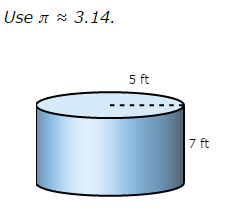 Use π ≈ 3.14.
5 ft
7 ft